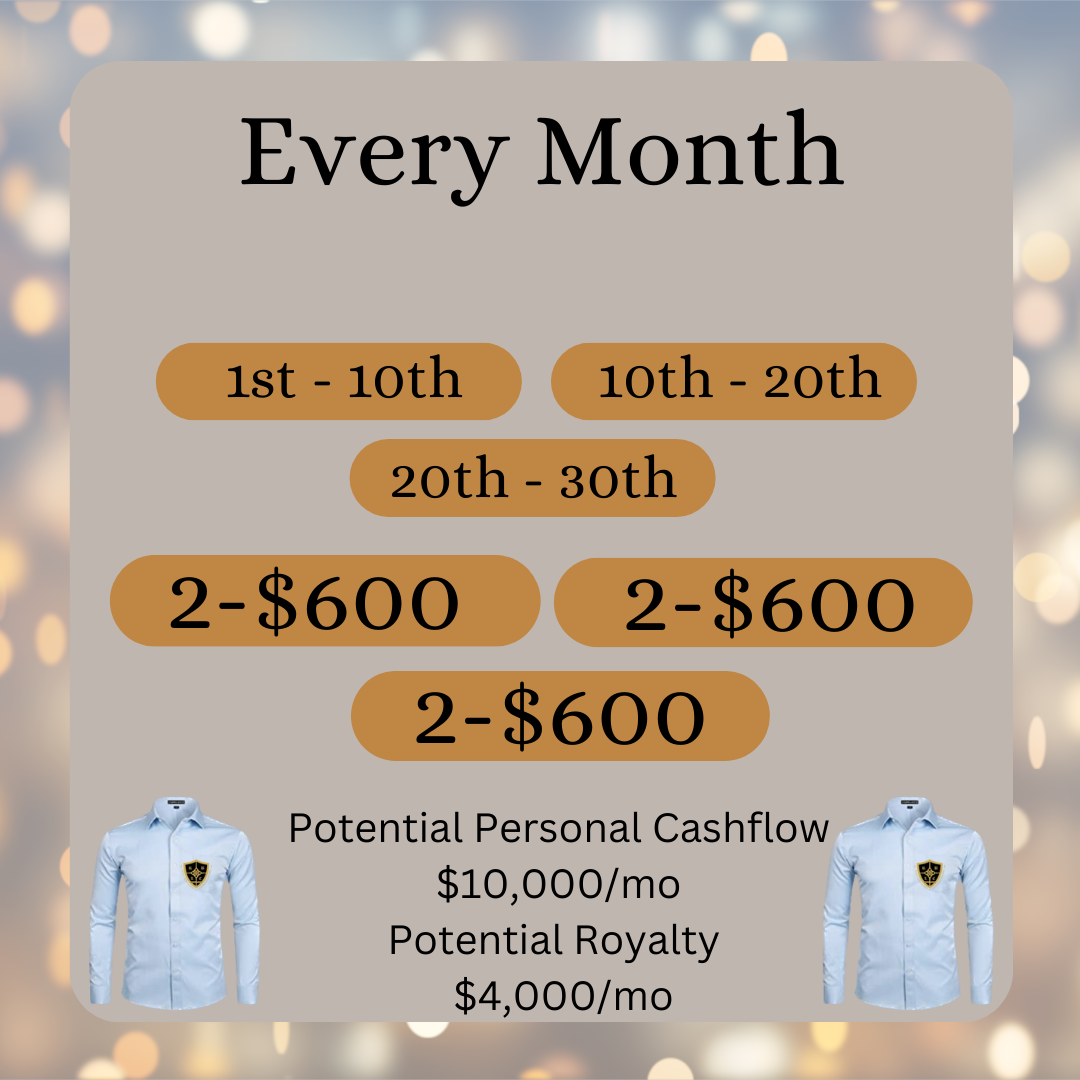 Every Month
1st - 10th
10th - 20th
20th - 30th
2-$600
2-$600
2-$600
Potential Personal Cashflow
$10,000/mo
Potential Royalty
$4,000/mo